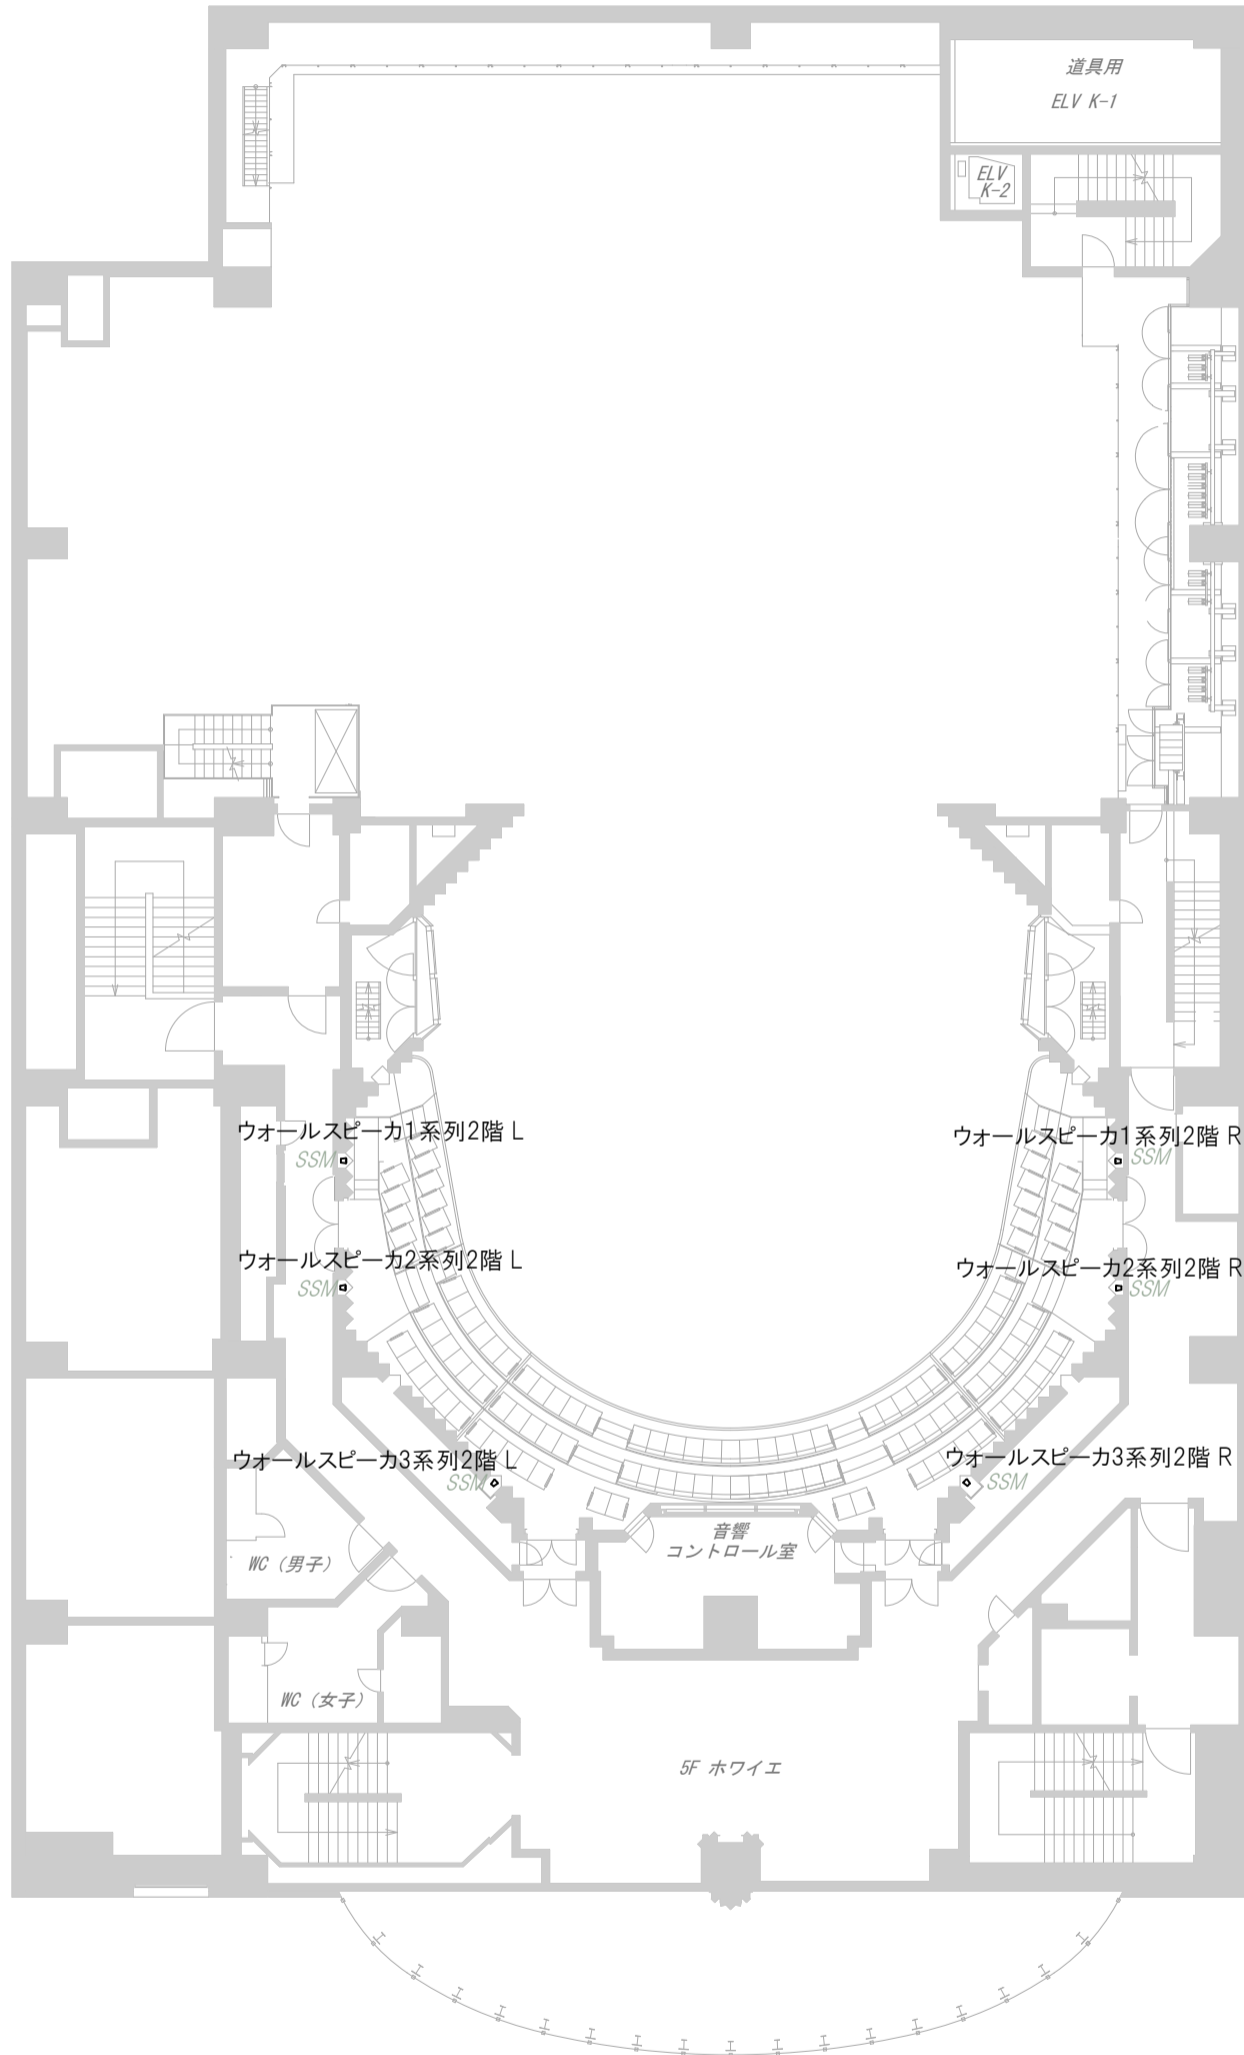 道具用
ELV K-1
ELV
K-2
ウォールスピーカ1系列2階 L
SSM
ウォールスピーカ1系列2階 R
SSM
ウォールスピーカ2系列2階 L
SSM
ウォールスピーカ2系列2階 R
SSM
ウォールスピーカ3系列2階 L
SSM
ウォールスピーカ3系列2階 R
SSM
音響
コントロール室
WC (男子)
WC (女子)
5F ホワイエ